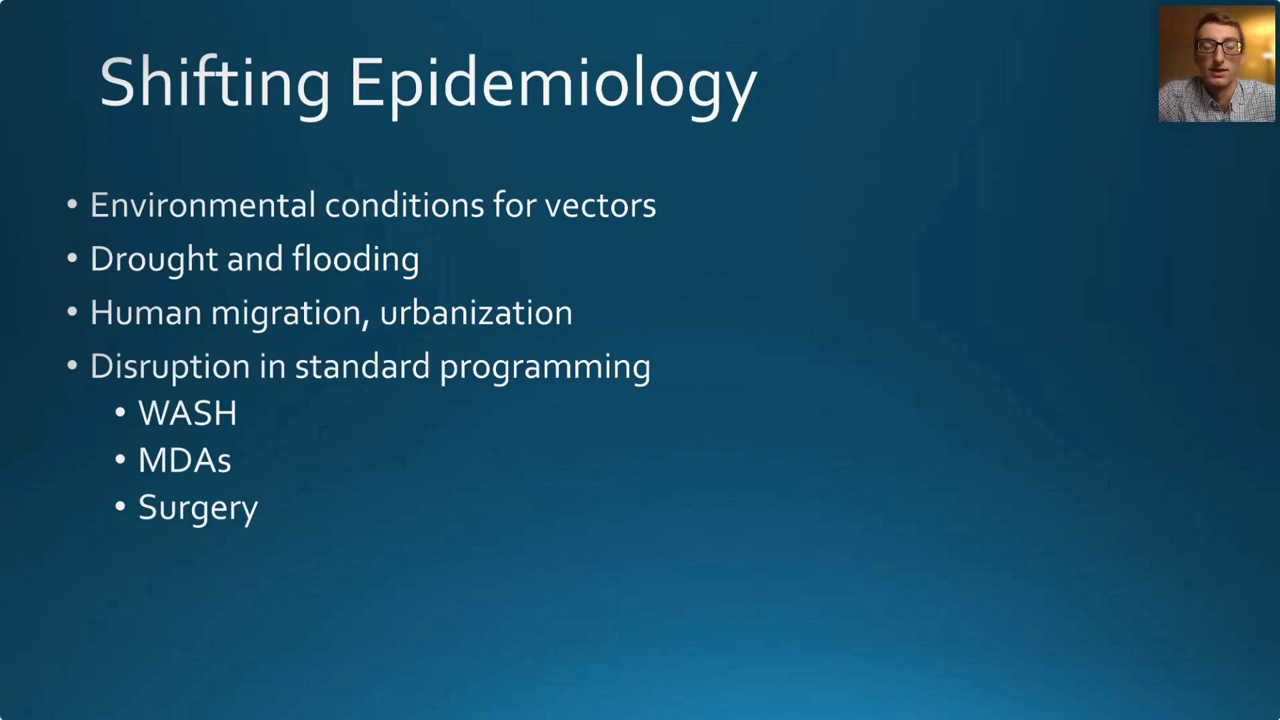 Shifting Epidemiology
• Environmental conditions for vectors
• Drought and flooding
• Human migration, urbanization
• Disruption in standard programming
• WASH
• MDAs
• Surgery